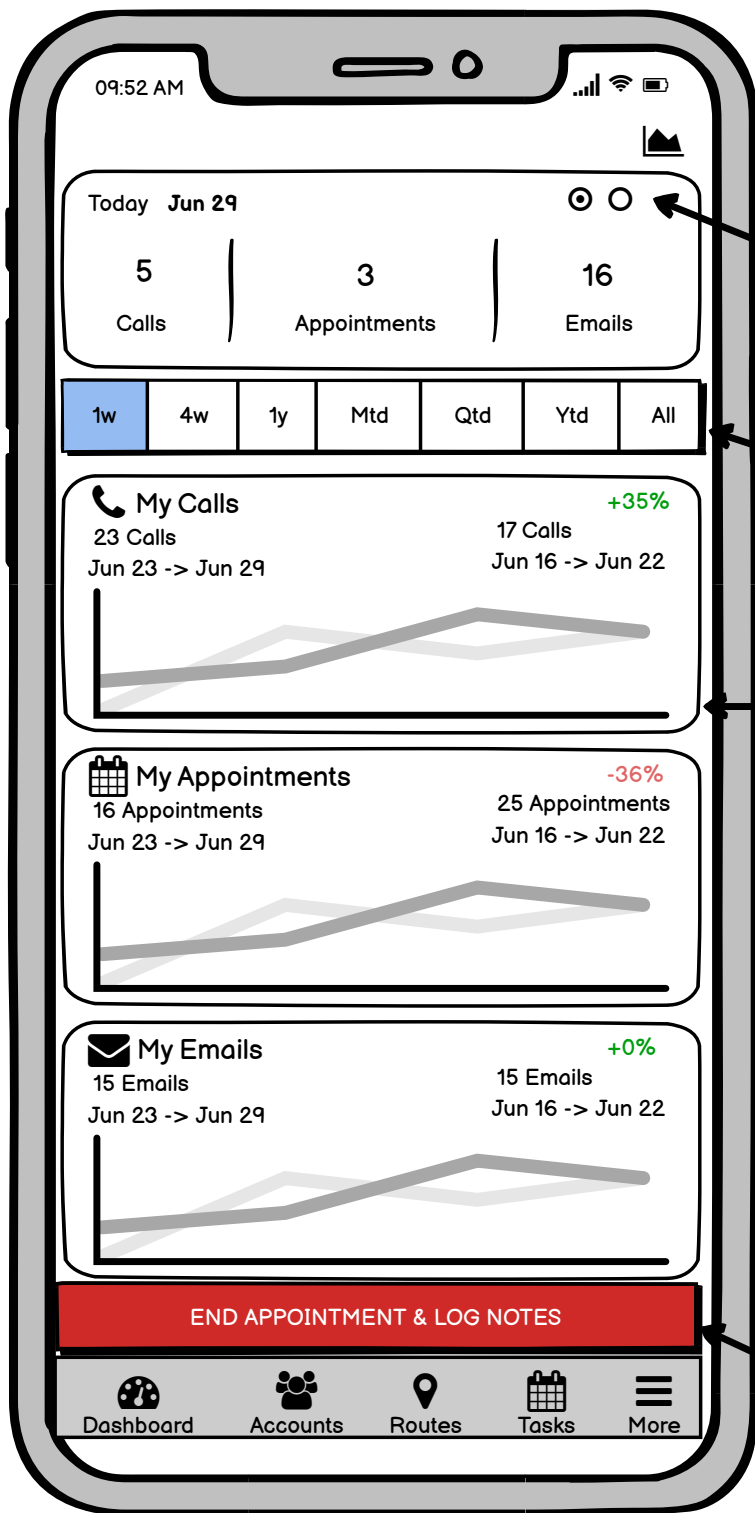 09:52 AM
Today Jun 29
5 3 16
Calls Appointments Emails
1w 4w 1y Mtd Qtd Ytd All
My Calls +35%
23 Calls 17 Calls
Jun 23 -> Jun 29 Jun 16 -> Jun 22
My Appointments -36%
16 Appointments 25 Appointments
Jun 23 -> Jun 29 Jun 16 -> Jun 22
My Emails +0%
15 Emails 15 Emails
Jun 23 -> Jun 29 Jun 16 -> Jun 22
END APPOINTMENT & LOG NOTES
Dashboard Accounts Routes Tasks More